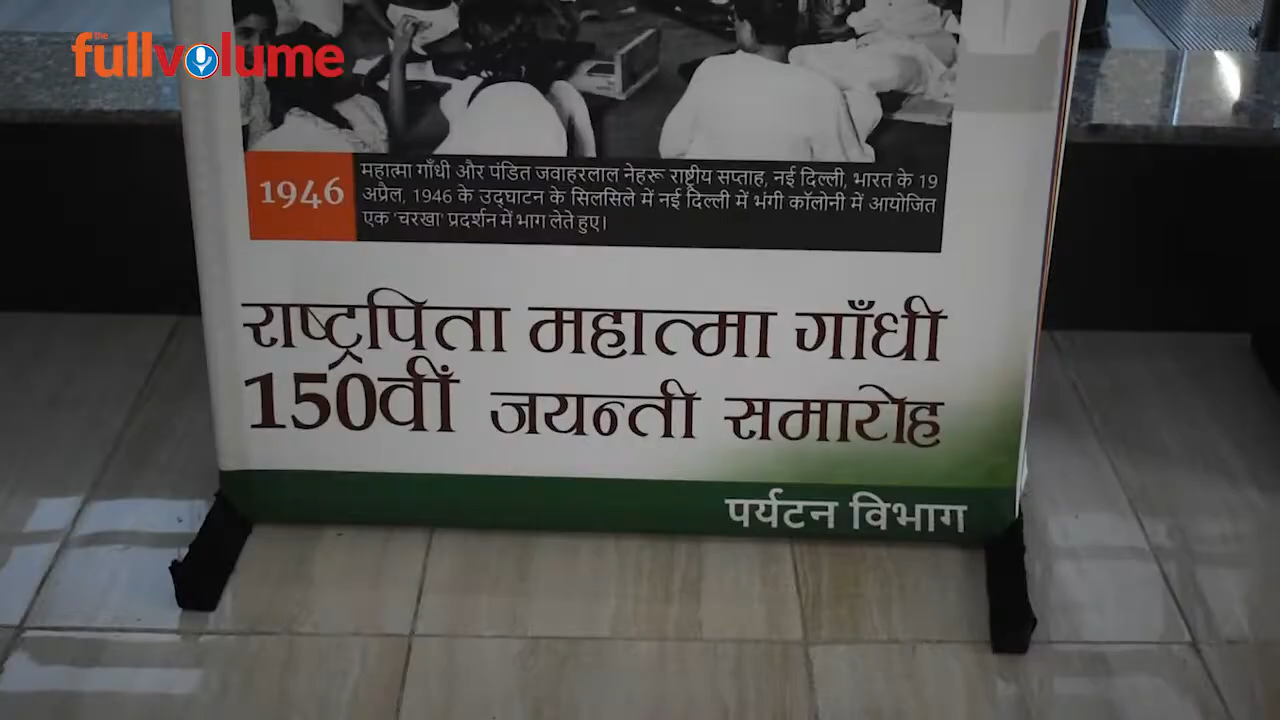 the
fullvolume
1946
महात्मा गाँधी और पंडित जवाहरलाल नेहरू राष्ट्रीय सप्ताह, नई दिल्ली, भारत के 19
अप्रैल, 1946 के उद्घाटन के सिलसिले में नई दिल्ली में भंगी कॉलोनी में आयोजित
एक 'चरखा' प्रदर्शन में भाग लेते हुए।
राष्ट्रपिता महात्मा गाँधी
150वीं जयन्ती समारोह
पर्यटन विभाग